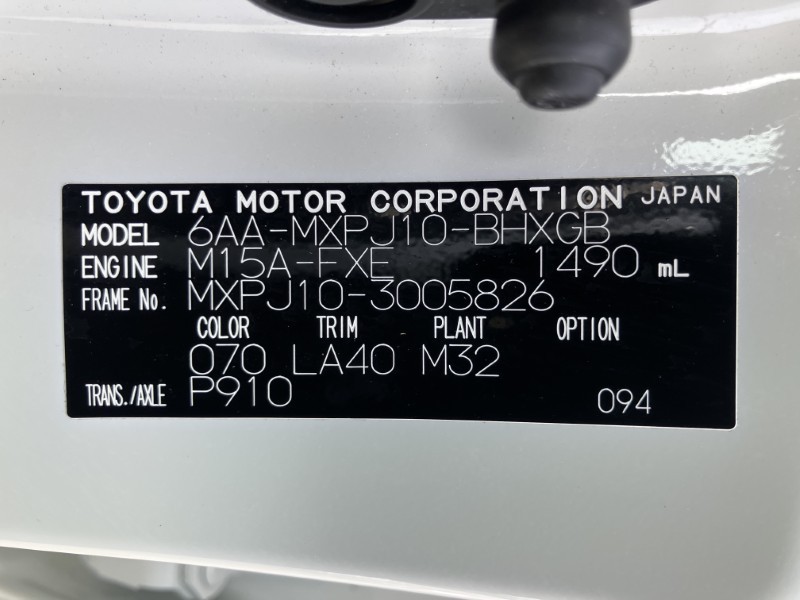 TOYOTA MOTOR CORPORATION JAPAN
MODEL 6AA-MXPJ10-BHXGB
ENGINE M15A-FXE 1490 mL
FRAME No. MXPJ10-3005826
COLOR TRIM PLANT OPTION
070 LA40 M32
TRANS./AXLE P910 094